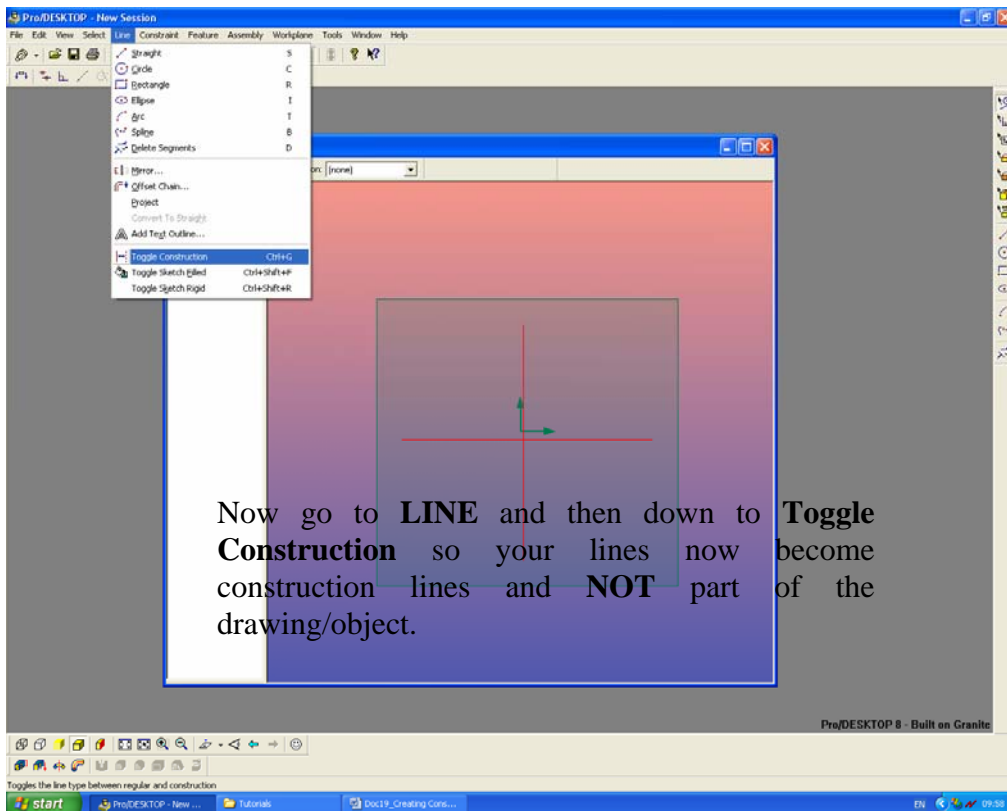 Pro/DESKTOP - New Session
File Edit View Select Line Constraint Feature Assembly Workplane Tools Window Help
Straight S
Circle C
Rectangle R
Ellipse I
Arc T
Spline B
Delete Segments D
Mirror...
Offset Chain...
Project
Convert To Straight
Add Text Outline...
Toggle Construction Ctrl+G
Toggle Sketch Filled Ctrl+Shift+F
Toggle Sketch Rigid Ctrl+Shift+R
on: (none)
Now go to LINE and then down to Toggle
Construction so your lines now become
construction lines and NOT part of the
drawing/object.
Pro/DESKTOP 8 - Built on Granite
Toggles the line type between regular and construction
start Pro/DESKTOP - New ... Tutorials Doc19_Creating Cons... EN 09:58